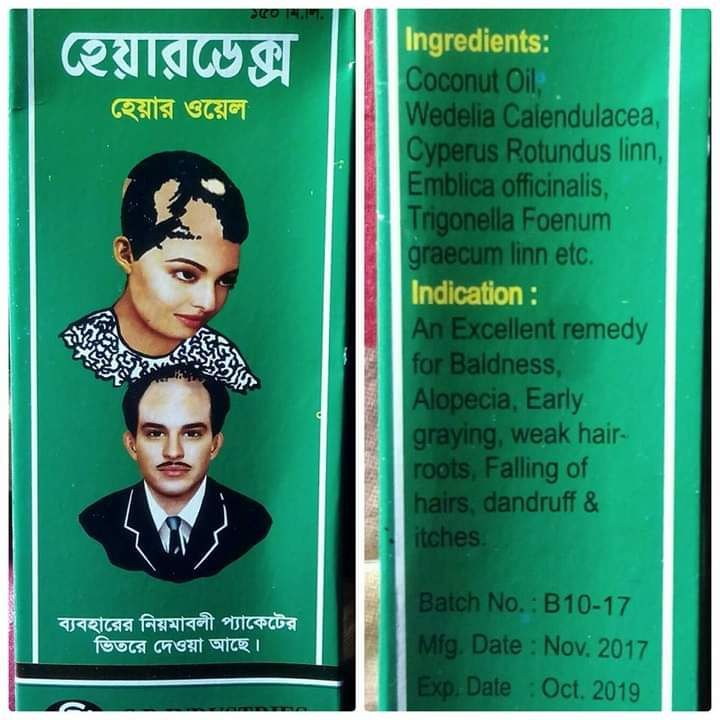 ১৫০ মি.লি.
হেয়ারডেক্স
হেয়ার ওয়েল
ব্যবহারের নিয়মাবলী প্যাকেটের
ভিতরে দেওয়া আছে।
INDUSTRIES
Ingredients:
Coconut Oil,
Wedelia Calendulacea,
Cyperus Rotundus linn,
Emblica officinalis,
Trigonella Foenum
graecum linn etc.
Indication :
An Excellent remedy
for Baldness,
Alopecia, Early
graying, weak hair-
roots, Falling of
hairs, dandruff &
itches.
Batch No. : B10-17
Mfg. Date : Nov. 2017
Exp. Date : Oct. 2019